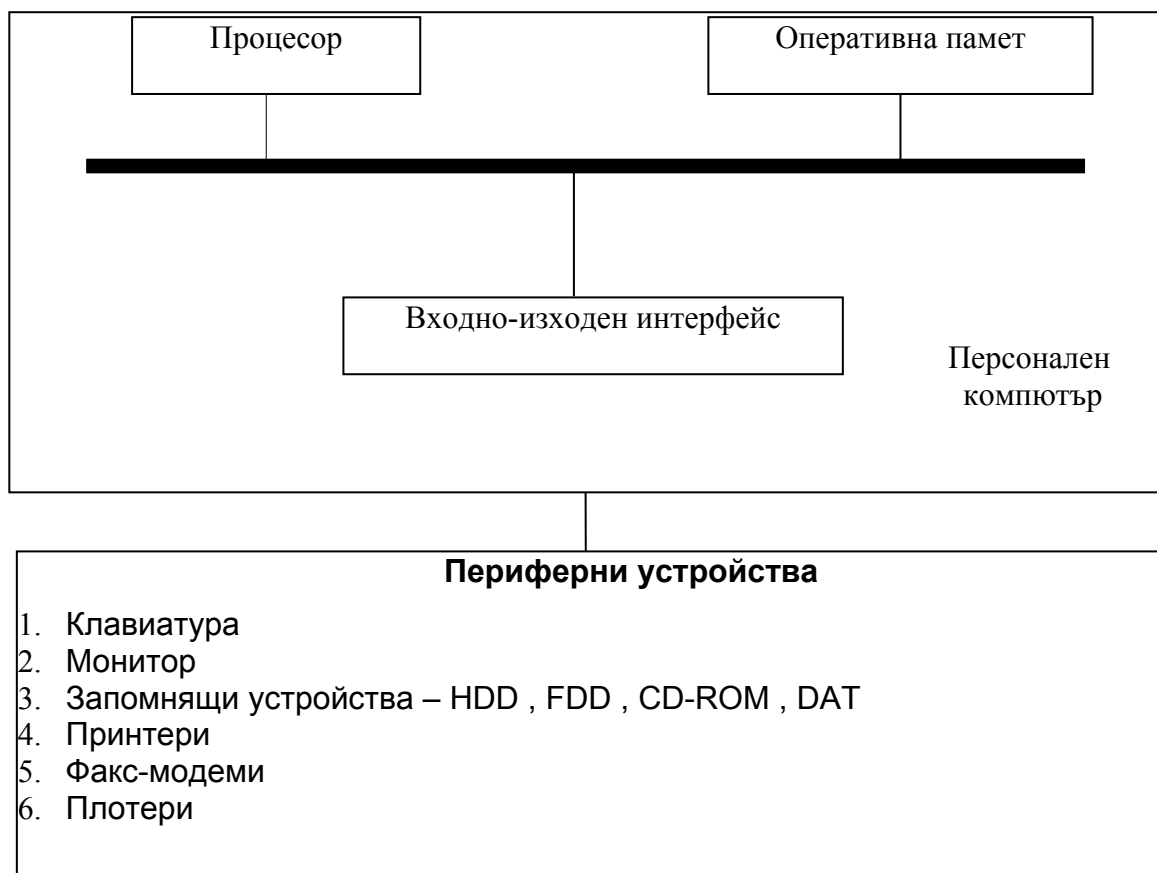 Процесор
Оперативна памет
Входно-изходен интерфейс
Персонален
компютър
Периферни устройства
1. Клавиатура
2. Монитор
3. Запомнящи устройства – HDD , FDD , CD-ROM , DAT
4. Принтери
5. Факс-модеми
6. Плотери